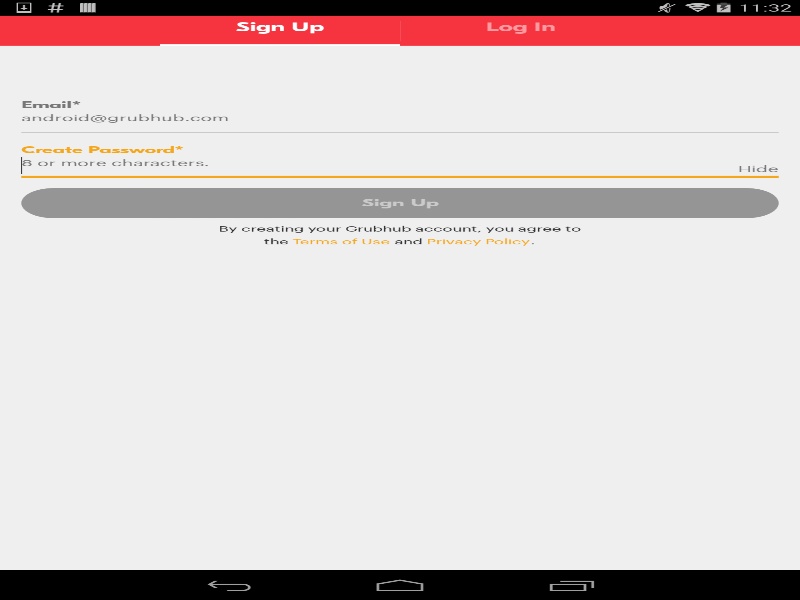 11:32
Sign Up
Log In
Email*
android@grubhub.com
Create Password*
8 or more characters.
Hide
Sign Up
By creating your Grubhub account, you agree to
the Terms of Use and Privacy Policy.